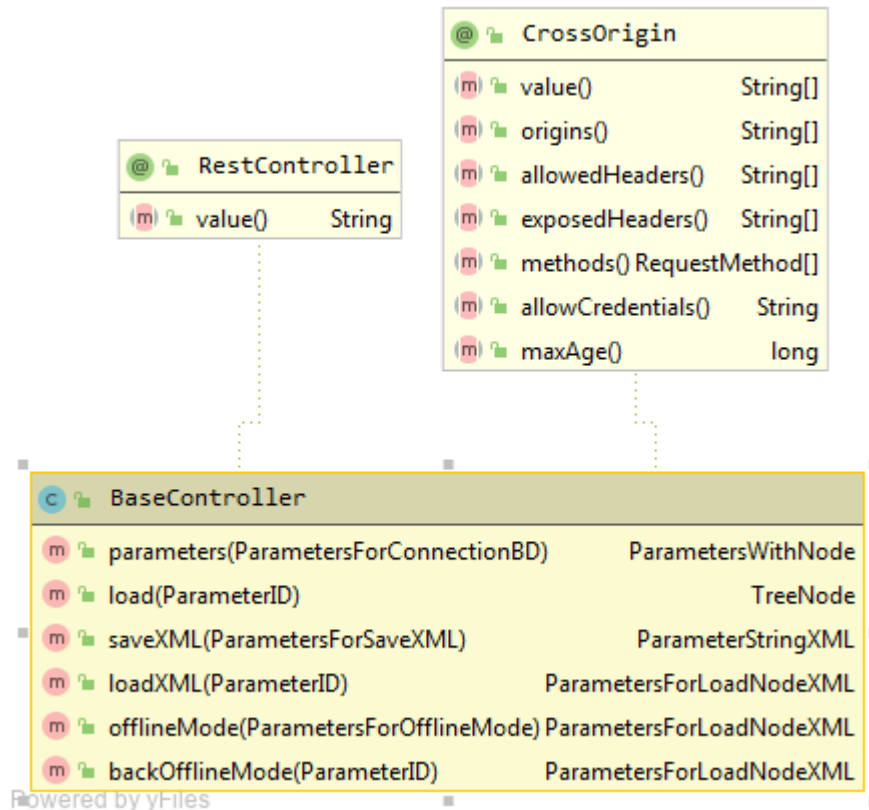 @ CrossOrigin
m value() String[]
m origins() String[]
m allowedHeaders() String[]
m exposedHeaders() String[]
m methods() RequestMethod[]
m allowCredentials() String
m maxAge() long
@ RestController
m value() String
c BaseController
m parameters(ParametersForConnectionBD) ParametersWithNode
m load(ParameterID) TreeNode
m saveXML(ParametersForSaveXML) ParameterStringXML
m loadXML(ParameterID) ParametersForLoadNodeXML
m offlineMode(ParametersForOfflineMode) ParametersForLoadNodeXML
m backOfflineMode(ParameterID) ParametersForLoadNodeXML
Powered by yFiles